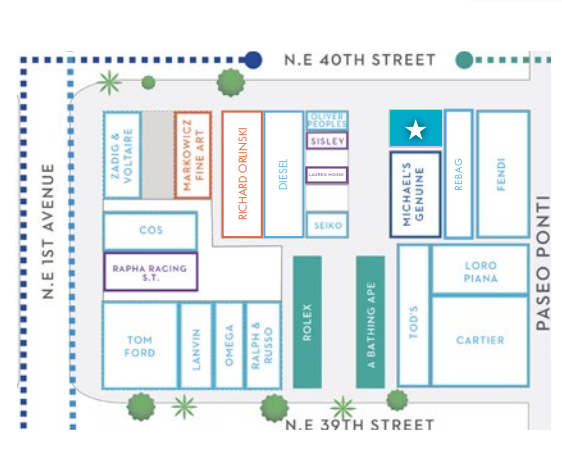 N.E 40TH STREET
N.E 1ST AVENUE
PASEO PONTI
N.E 39TH STREET
ZADIG &
VOLTAIRE
MARKOWICZ
FINE ART
RICHARD ORLINSKI
DIESEL
OLIVER
PEOPLES
SISLEY
LAUREN MOSHI
SEIKO
MICHAEL'S
GENUINE
REBAG
FENDI
COS
RAPHA RACING
S.T.
TOM
FORD
LANVIN
OMEGA
RALPH &
RUSSO
ROLEX
A BATHING APE
TOD'S
LORO
PIANA
CARTIER